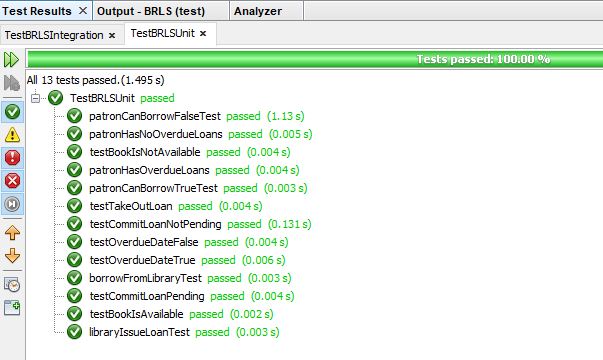 Test Results × Output - BRLS (test) Analyzer
TestBRLSIntegration × TestBRLSUnit ×
Tests passed: 100.00 %
All 13 tests passed.(1.495 s)
TestBRLSUnit passed
patronCanBorrowFalseTest passed (1.13 s)
patronHasNoOverdueLoans passed (0.005 s)
testBookIsNotAvailable passed (0.004 s)
patronHasOverdueLoans passed (0.004 s)
patronCanBorrowTrueTest passed (0.003 s)
testTakeOutLoan passed (0.004 s)
testCommitLoanNotPending passed (0.131 s)
testOverdueDateFalse passed (0.004 s)
testOverdueDateTrue passed (0.006 s)
borrowFromLibraryTest passed (0.003 s)
testCommitLoanPending passed (0.004 s)
testBookIsAvailable passed (0.002 s)
libraryIssueLoanTest passed (0.003 s)